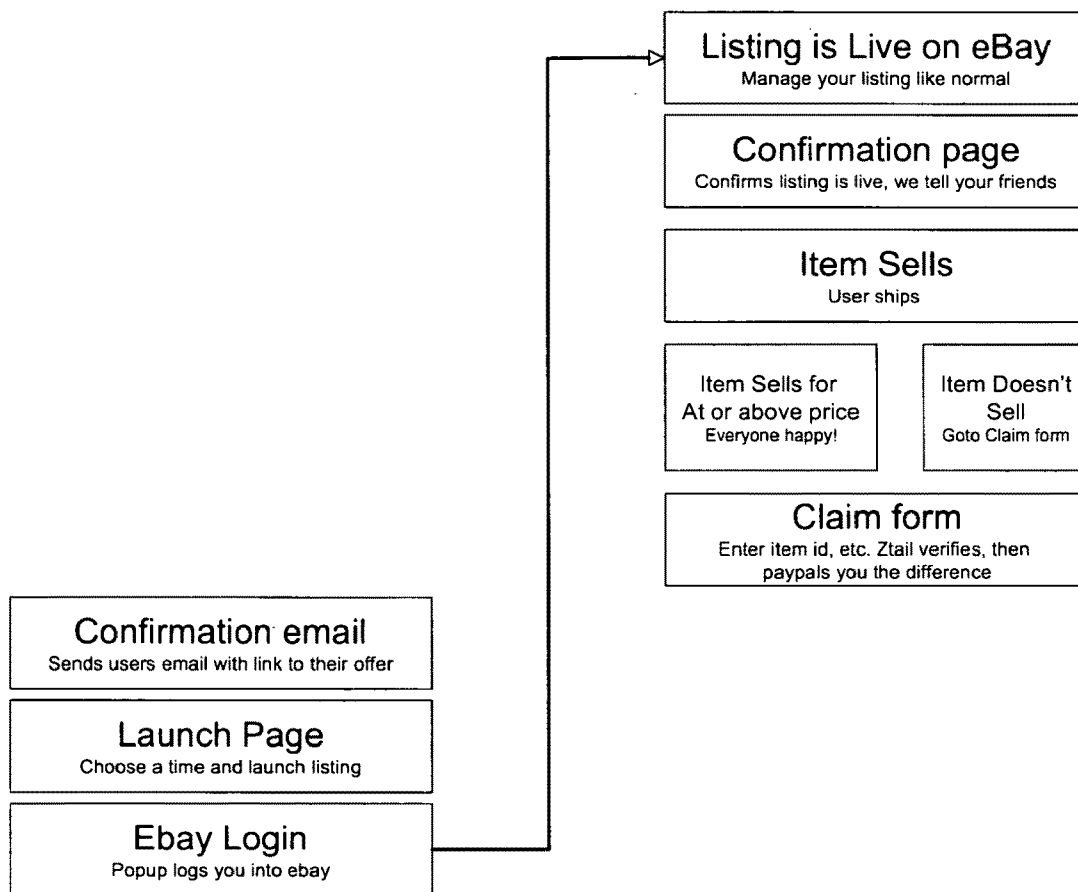 Listing is Live on eBay
Manage your listing like normal
Confirmation page
Confirms listing is live, we tell your friends
Item Sells
User ships
Item Sells for
At or above price
Everyone happy!
Item Doesn't
Sell
Goto Claim form
Claim form
Enter item id, etc. Ztail verifies, then
paypals you the difference
Confirmation email
Sends users email with link to their offer
Launch Page
Choose a time and launch listing
Ebay Login
Popup logs you into ebay